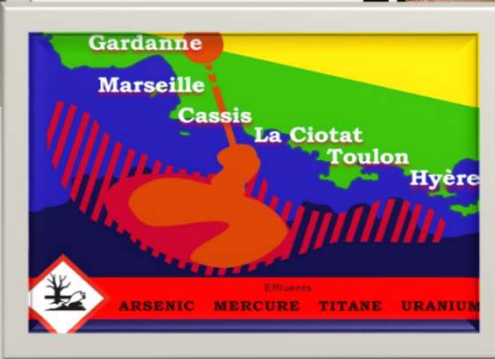 Gardanne
Marseille
Cassis
La Ciotat
Toulon
Hyère
Effluents
ARSENIC MERCURE TITANE URANIUM